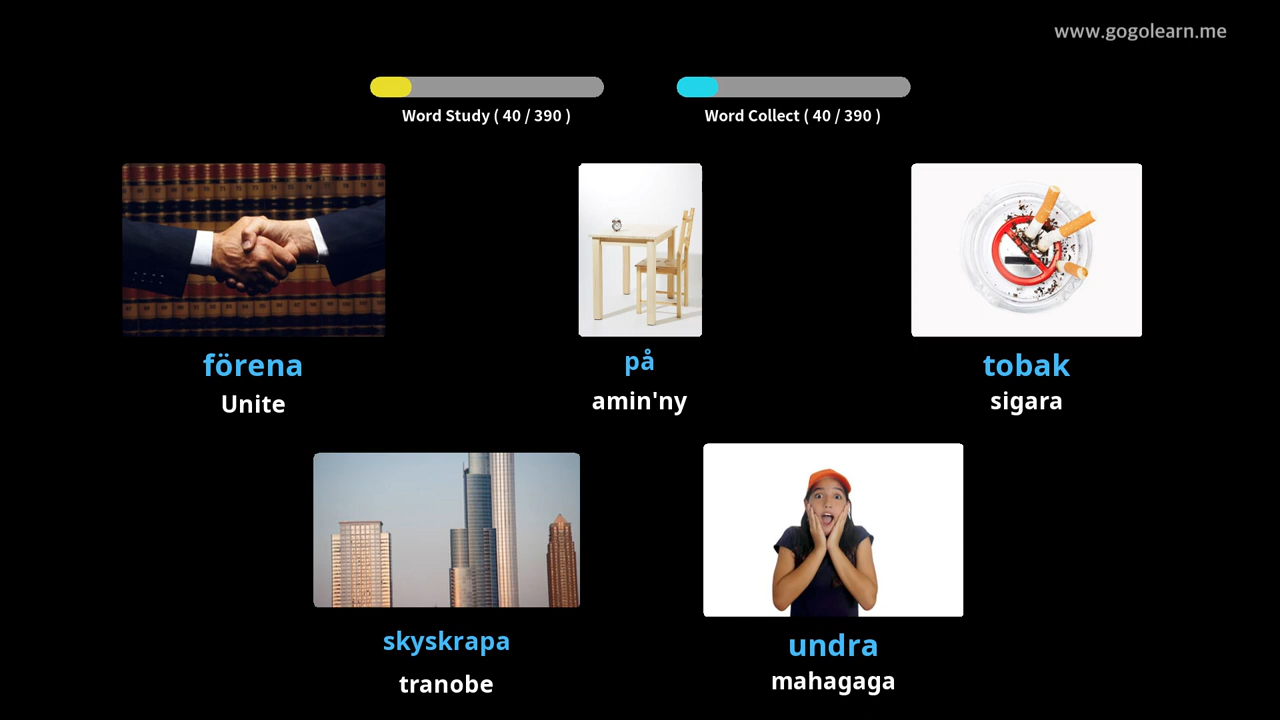 www.gogolearn.me
Word Study ( 40 / 390 )
Word Collect ( 40 / 390 )
förena
Unite
på
amin'ny
tobak
sigara
skyskrapa
tranobe
undra
mahagaga